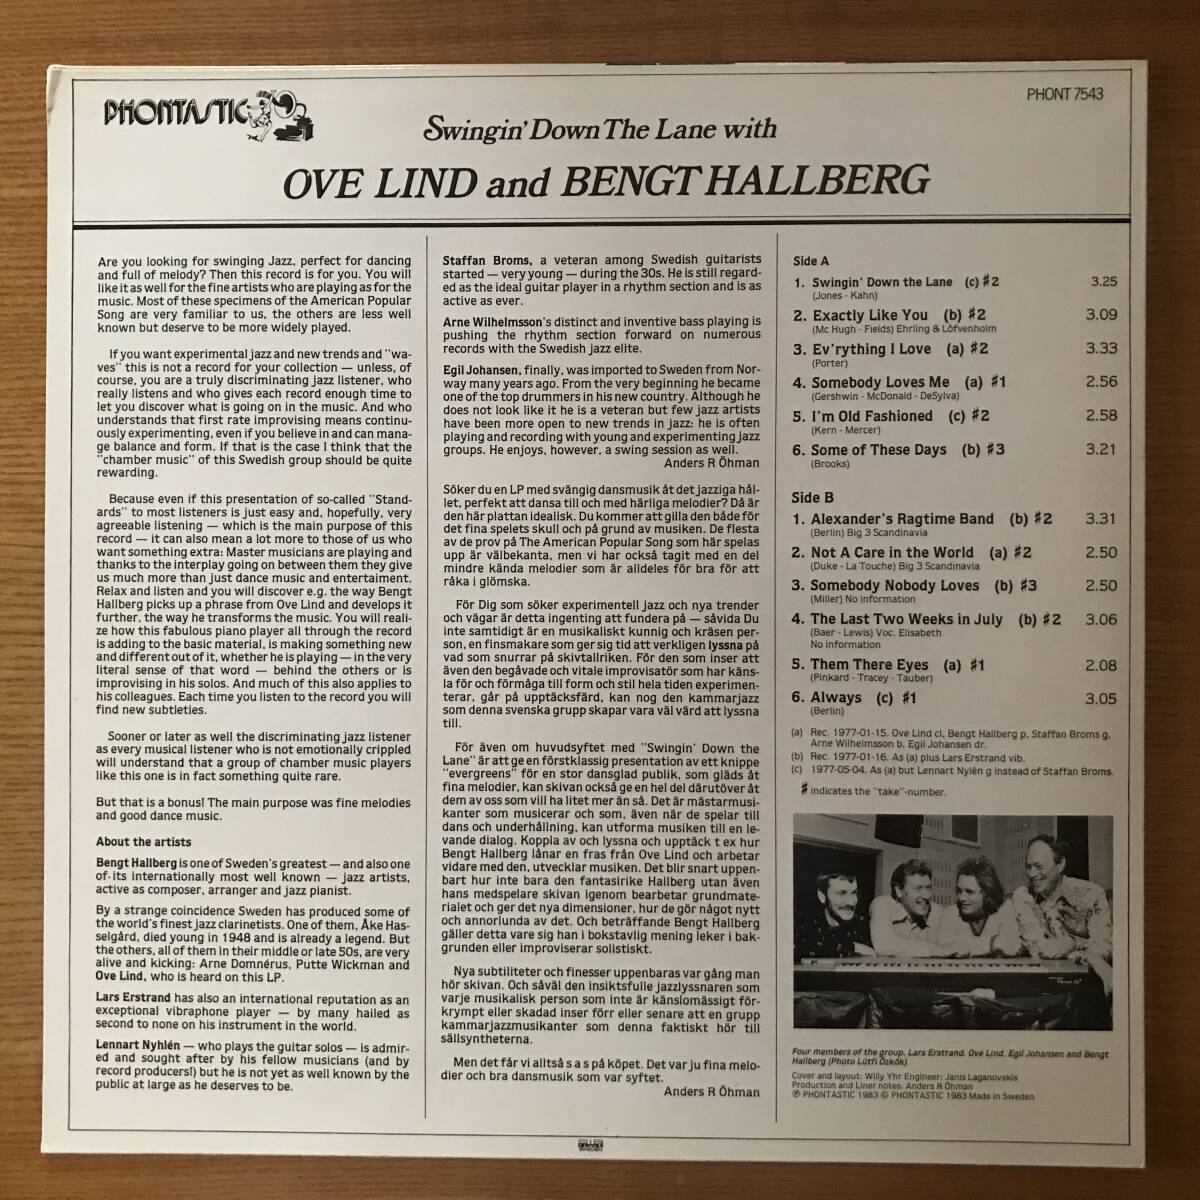 PHONTASTIC
PHONT 7543
Swingin' Down The Lane with
OVE LIND and BENGT HALLBERG
Are you looking for swinging Jazz, perfect for dancing
and full of melody? Then this record is for you. You will
like it as well for the fine artists who are playing as for the
music. Most of these specimens of the American Popular
Song are very familiar to us, the others are less well
known but deserve to be more widely played.
If you want experimental jazz and new trends and "wa-
ves" this is not a record for your collection — unless, of
course, you are a truly discriminating jazz listener, who
really listens and who gives each record enough time to
let you discover what is going on in the music. And who
understands that first rate improvising means continu-
ously experimenting, even if you believe in and can mana-
ge balance and form. If that is the case I think that the
"chamber music" of this Swedish group should be quite
rewarding.
Because even if this presentation of so-called "Stand-
ards" to most listeners is just easy and, hopefully, very
agreeable listening — which is the main purpose of this
record — it can also mean a lot more to those of us who
want something extra: Master musicians are playing and
thanks to the interplay going on between them they give
us much more than just dance music and entertaiment.
Relax and listen and you will discover e.g. the way Bengt
Hallberg picks up a phrase from Ove Lind and develops it
further, the way he transforms the music. You will reali-
ze how this fabulous piano player all through the record
is adding to the basic material, is making something new
and different out of it, whether he is playing — in the very
literal sense of that word — behind the others or is
improvising in his solos. And much of this also applies to
his colleagues. Each time you listen to the record you will
find new subtleties.
Sooner or later as well the discriminating jazz listener
as every musical listener who is not emotionally crippled
will understand that a group of chamber music players
like this one is in fact something quite rare.
But that is a bonus! The main purpose was fine melodies
and good dance music.
About the artists
Bengt Hallberg is one of Sweden's greatest — and also one
of its internationally most well known — jazz artists,
active as composer, arranger and jazz pianist.
By a strange coincidence Sweden has produced some of
the world's finest jazz clarinetists. One of them, Åke Has-
selgård, died young in 1948 and is already a legend. But
the others, all of them in their middle or late 50s, are very
alive and kicking: Arne Domnérus, Putte Wickman and
Ove Lind, who is heard on this LP.
Lars Erstrand has also an international reputation as an
exceptional vibraphone player — by many hailed as
second to none on his instrument in the world.
Lennart Nyhlén — who plays the guitar solos — is admir-
ed and sought after by his fellow musicians (and by
record producers!) but he is not yet as well known by the
public at large as he deserves to be.
Staffan Broms, a veteran among Swedish guitarists
started — very young — during the 30s. He is still regard-
ed as the ideal guitar player in a rhythm section and is as
active as ever.
Arne Wilhelmsson's distinct and inventive bass playing is
pushing the rhythm section forward on numerous
records with the Swedish jazz elite.
Egil Johansen, finally, was imported to Sweden from Nor-
way many years ago. From the very beginning he became
one of the top drummers in his new country. Although he
does not look like it he is a veteran but few jazz artists
have been more open to new trends in jazz: he is often
playing and recording with young and experimenting jazz
groups. He enjoys, however, a swing session as well.
Anders R Öhman
Söker du en LP med svängig dansmusik åt det jazziga hål-
let, perfekt att dansa till och med härliga melodier? Då är
den här plattan idealisk. Du kommer att gilla den både för
det fina spelets skull och på grund av musiken. De flesta
av de prov på The American Popular Song som här spelas
upp är välbekanta, men vi har också tagit med en del
mindre kända melodier som är alldeles för bra för att
råka i glömska.
För Dig som söker experimentell jazz och nya trender
och vägar är detta ingenting att fundera på — såvida Du
inte samtidigt är en musikaliskt kunnig och kräsen per-
son, en finsmakare som ger sig tid att verkligen lyssna på
vad som snurrar på skivtallriken. För den som inser att
även den begåvade och vitale improvisatör som har käns-
la för och förmåga till form och stil hela tiden experimen-
terar, går på upptäcksfärd, kan nog den kammarjazz
som denna svenska grupp skapar vara väl värd att lyssna
till.
För även om huvudsyftet med "Swingin' Down the
Lane" är att ge en förstklassig presentation av ett knippe
"evergreens" för en stor dansglad publik, som gläds åt
fina melodier, kan skivan också ge en hel del därutöver åt
dem av oss som vill ha litet mer än så. Det är mästarmusi-
kanter som musicerar och som, även när de spelar till
dans och underhållning, kan utforma musiken till en le-
vande dialog. Koppla av och lyssna och upptäck t ex hur
Bengt Hallberg lånar en fras från Ove Lind och arbetar
vidare med den, utvecklar musiken. Det blir snart uppen-
bart hur inte bara den fantasirike Hallberg utan även
hans medspelare skivan igenom bearbetar grundmate-
rialet och ger det nya dimensioner, hur de gör något nytt
och annorlunda av det. Och beträffande Bengt Hallberg
gäller detta vare sig han i bokstavlig mening leker i bak-
grunden eller improviserar solistiskt.
Nya subtiliteter och finesser uppenbaras var gång man
hör skivan. Och såväl den insiktsfulle jazzlyssnaren som
varje musikalisk person som inte är känslomässigt för-
krympt eller skadad inser förr eller senare att en grupp
kammarjazzmusikanter som denna faktiskt hör till
sällsyntheterna.
Men det får vi alltså s a s på köpet. Det var ju fina melo-
dier och bra dansmusik som var syftet.
Anders R Öhman
Side A
1. Swingin' Down the Lane (c) #2 3.25
(Jones - Kahn)
2. Exactly Like You (b) #2 3.09
(Mc Hugh - Fields) Ehrling & Löfvenholm
3. Ev'rything I Love (a) #2 3.33
(Porter)
4. Somebody Loves Me (a) #1 2.56
(Gershwin - McDonald - DeSylva)
5. I'm Old Fashioned (c) #2 2.58
(Kern - Mercer)
6. Some of These Days (b) #3 3.21
(Brooks)
Side B
1. Alexander's Ragtime Band (b) #2 3.31
(Berlin) Big 3 Scandinavia
2. Not A Care in the World (a) #2 2.50
(Duke - La Touche) Big 3 Scandinavia
3. Somebody Nobody Loves (b) #3 2.50
(Miller) No information
4. The Last Two Weeks in July (b) #2 3.06
(Baer - Lewis) Voc. Elisabeth
No information
5. Them There Eyes (a) #1 2.08
(Pinkard - Tracey - Tauber)
6. Always (c) #1 3.05
(Berlin)
(a) Rec. 1977-01-15. Ove Lind cl, Bengt Hallberg p, Staffan Broms g,
Arne Wilhelmsson b, Egil Johansen dr.
(b) Rec. 1977-01-16. As (a) plus Lars Erstrand vib.
(c) 1977-05-04. As (a) but Lennart Nylén g instead of Staffan Broms.
# indicates the "take"-number.
Four members of the group, Lars Erstrand, Ove Lind, Egil Johansen and Bengt
Hallberg (Photo Lütfi Özkök)
Cover and layout: Willy Yhr Engineer: Janis Laganovskis
Production and Liner notes: Anders R Öhman
℗ PHONTASTIC 1983 © PHONTASTIC 1983 Made in Sweden